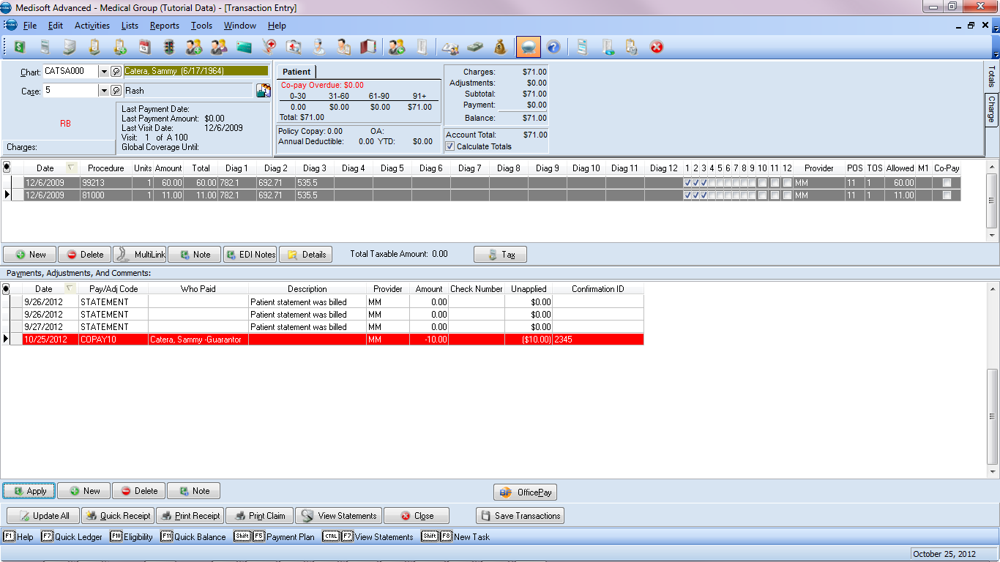 Medisoft Advanced - Medical Group (Tutorial Data) - [Transaction Entry]
File Edit Activities Lists Reports Tools Window Help
Chart: CATSA000 Catera, Sammy (6/17/1964)
Case: 5 Rash
RB
Last Payment Date:
Last Payment Amount: $0.00
Last Visit Date: 12/6/2009
Visit: 1 of A 100
Global Coverage Until:
Charges:
Patient
Co-pay Overdue: $0.00
0-30 31-60 61-90 91+
0.00 $0.00 $0.00 $71.00
Total: $71.00
Policy Copay: 0.00 OA:
Annual Deductible: 0.00 YTD: $0.00
Charges: $71.00
Adjustments: $0.00
Subtotal: $71.00
Payment: $0.00
Balance: $71.00
Account Total: $71.00
Calculate Totals
Totals
Charge
Date Procedure Units Amount Total Diag 1 Diag 2 Diag 3 Diag 4 Diag 5 Diag 6 Diag 7 Diag 8 Diag 9 Diag 10 Diag 11 Diag 12 1 2 3 4 5 6 7 8 9 10 11 12 Provider POS TOS Allowed M1 Co-Pay
12/6/2009 99213 1 60.00 60.00 782.1 692.71 535.5 MM 11 1 60.00
12/6/2009 81000 1 11.00 11.00 782.1 692.71 535.5 MM 11 1 11.00
New Delete MultiLink Note EDI Notes Details Total Taxable Amount: 0.00 Tax
Payments, Adjustments, And Comments:
Date Pay/Adj Code Who Paid Description Provider Amount Check Number Unapplied Confirmation ID
9/26/2012 STATEMENT Patient statement was billed MM 0.00 $0.00
9/26/2012 STATEMENT Patient statement was billed MM 0.00 $0.00
9/27/2012 STATEMENT Patient statement was billed MM 0.00 $0.00
10/25/2012 COPAY10 Catera, Sammy -Guarantor MM -10.00 ($10.00) 2345
Apply New Delete Note BF OfficePay
Update All Quick Receipt Print Receipt Print Claim View Statements Close Save Transactions
F1 Help F7 Quick Ledger F10 Eligibility F11 Quick Balance Shift F5 Payment Plan CTRL F7 View Statements Shift F8 New Task
October 25, 2012